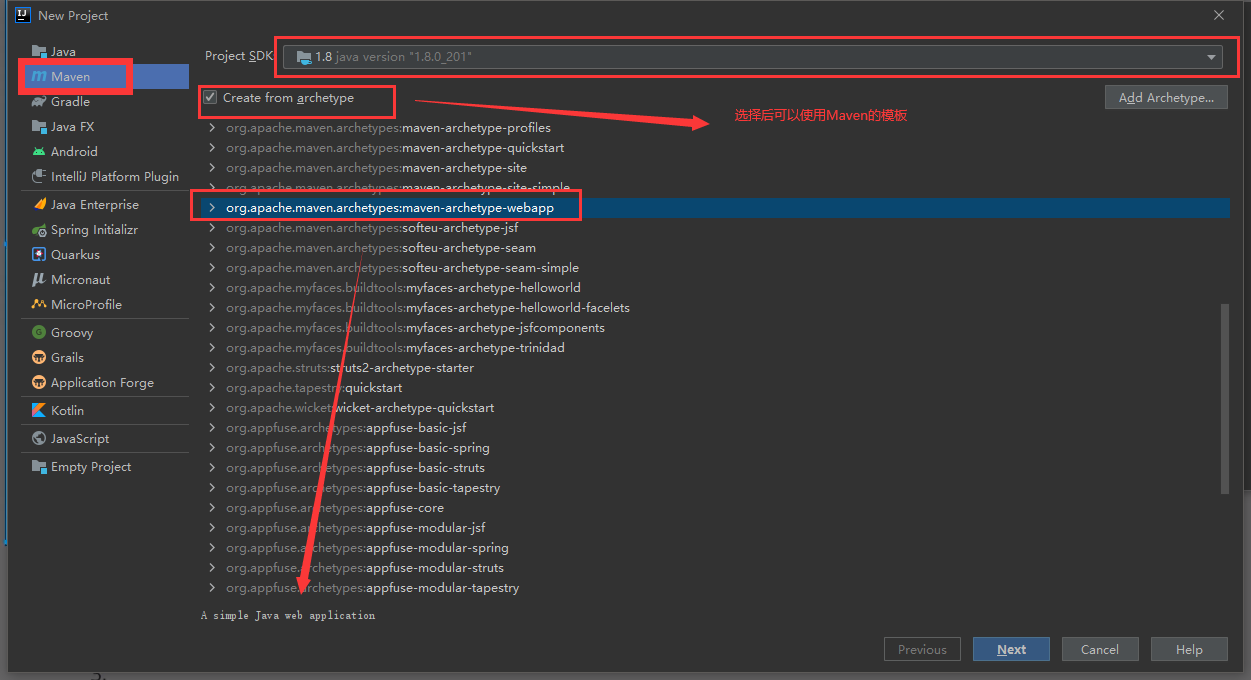 New Project
Java
Maven
Gradle
Java FX
Android
IntelliJ Platform Plugin
Java Enterprise
Spring Initializr
Quarkus
Micronaut
MicroProfile
Groovy
Grails
Application Forge
Kotlin
JavaScript
Empty Project
Project SDK
1.8 java version "1.8.0_201"
Create from archetype
选择后可以使用Maven的模板
Add Archetype...
org.apache.maven.archetypes:maven-archetype-profiles
org.apache.maven.archetypes:maven-archetype-quickstart
org.apache.maven.archetypes:maven-archetype-site
org.apache.maven.archetypes:maven-archetype-site-simple
org.apache.maven.archetypes:maven-archetype-webapp
org.apache.maven.archetypes:softeu-archetype-jsf
org.apache.maven.archetypes:softeu-archetype-seam
org.apache.maven.archetypes:softeu-archetype-seam-simple
org.apache.myfaces.buildtools:myfaces-archetype-helloworld
org.apache.myfaces.buildtools:myfaces-archetype-helloworld-facelets
org.apache.myfaces.buildtools:myfaces-archetype-jsfcomponents
org.apache.myfaces.buildtools:myfaces-archetype-trinidad
org.apache.struts:struts2-archetype-starter
org.apache.tapestry:quickstart
org.apache.wicket:wicket-archetype-quickstart
org.appfuse.archetypes:appfuse-basic-jsf
org.appfuse.archetypes:appfuse-basic-spring
org.appfuse.archetypes:appfuse-basic-struts
org.appfuse.archetypes:appfuse-basic-tapestry
org.appfuse.archetypes:appfuse-core
org.appfuse.archetypes:appfuse-modular-jsf
org.appfuse.archetypes:appfuse-modular-spring
org.appfuse.archetypes:appfuse-modular-struts
org.appfuse.archetypes:appfuse-modular-tapestry
A simple Java web application
Previous
Next
Cancel
Help